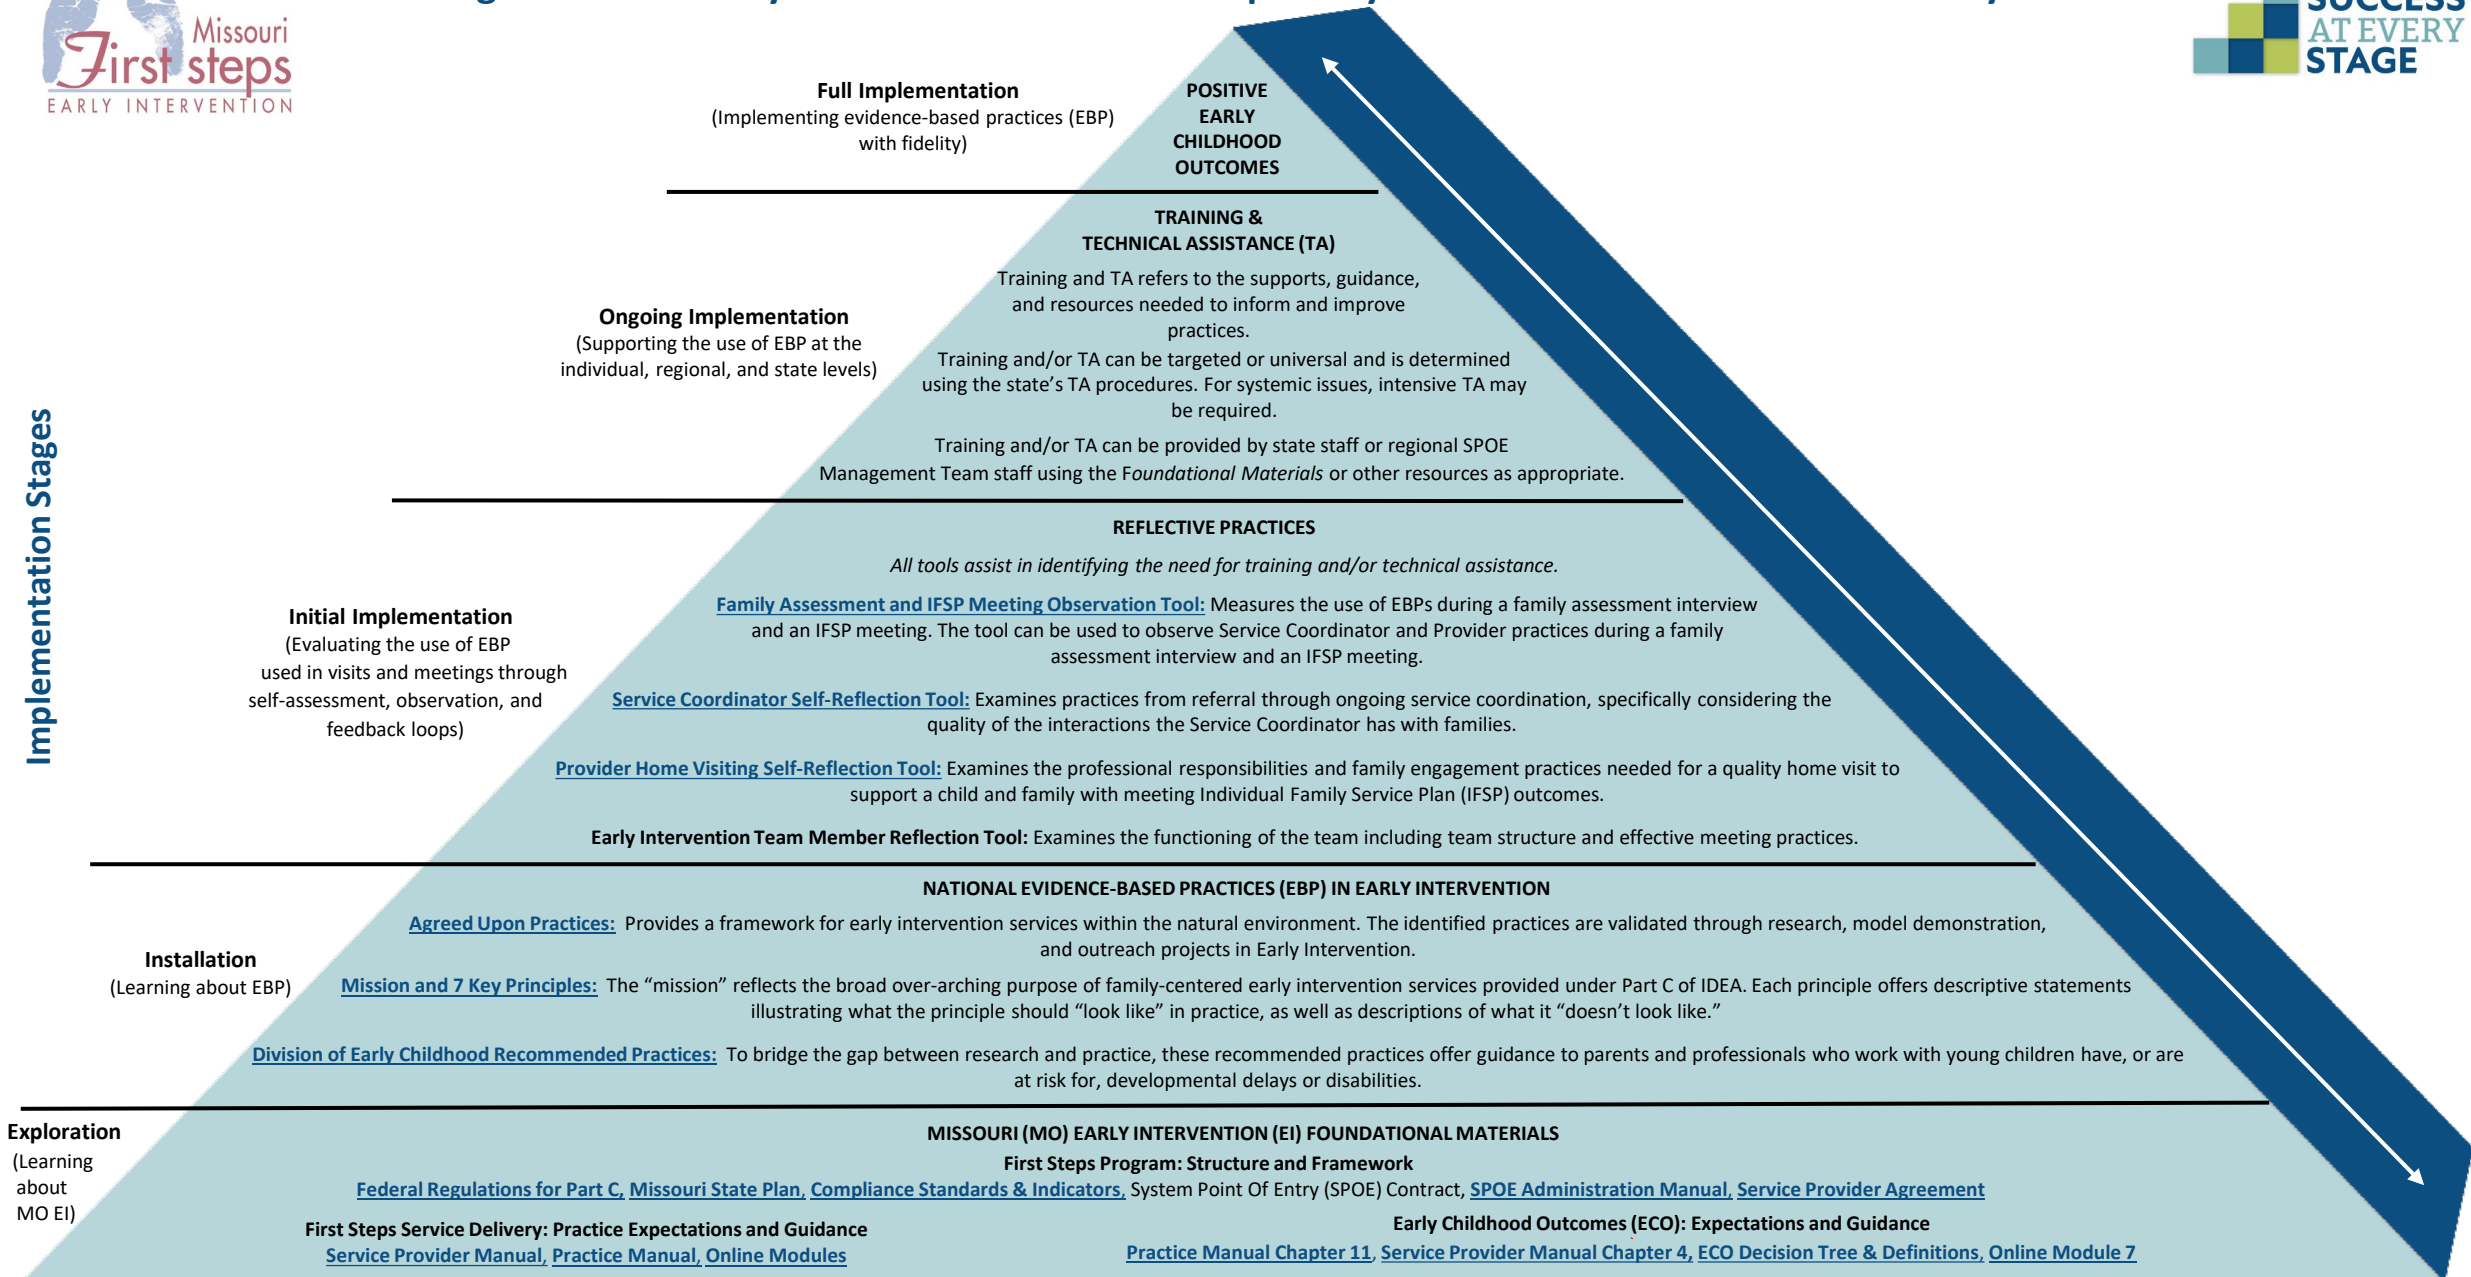 Missouri
First steps
EARLY INTERVENTION
SUCCESS
AT EVERY
STAGE
Implementation Stages
Full Implementation
(Implementing evidence-based practices (EBP)
with fidelity)
POSITIVE
EARLY
CHILDHOOD
OUTCOMES
Ongoing Implementation
(Supporting the use of EBP at the
individual, regional, and state levels)
TRAINING &
TECHNICAL ASSISTANCE (TA)
Training and TA refers to the supports, guidance,
and resources needed to inform and improve
practices.
Training and/or TA can be targeted or universal and is determined
using the state’s TA procedures. For systemic issues, intensive TA may
be required.
Training and/or TA can be provided by state staff or regional SPOE
Management Team staff using the Foundational Materials or other resources as appropriate.
Initial Implementation
(Evaluating the use of EBP
used in visits and meetings through
self-assessment, observation, and
feedback loops)
REFLECTIVE PRACTICES
All tools assist in identifying the need for training and/or technical assistance.
Family Assessment and IFSP Meeting Observation Tool: Measures the use of EBPs during a family assessment interview
and an IFSP meeting. The tool can be used to observe Service Coordinator and Provider practices during a family
assessment interview and an IFSP meeting.
Service Coordinator Self-Reflection Tool: Examines practices from referral through ongoing service coordination, specifically considering the
quality of the interactions the Service Coordinator has with families.
Provider Home Visiting Self-Reflection Tool: Examines the professional responsibilities and family engagement practices needed for a quality home visit to
support a child and family with meeting Individual Family Service Plan (IFSP) outcomes.
Early Intervention Team Member Reflection Tool: Examines the functioning of the team including team structure and effective meeting practices.
Installation
(Learning about EBP)
NATIONAL EVIDENCE-BASED PRACTICES (EBP) IN EARLY INTERVENTION
Agreed Upon Practices: Provides a framework for early intervention services within the natural environment. The identified practices are validated through research, model demonstration,
and outreach projects in Early Intervention.
Mission and 7 Key Principles: The “mission” reflects the broad over-arching purpose of family-centered early intervention services provided under Part C of IDEA. Each principle offers descriptive statements
illustrating what the principle should “look like” in practice, as well as descriptions of what it “doesn’t look like.”
Division of Early Childhood Recommended Practices: To bridge the gap between research and practice, these recommended practices offer guidance to parents and professionals who work with young children have, or are
at risk for, developmental delays or disabilities.
Exploration
(Learning
about
MO EI)
MISSOURI (MO) EARLY INTERVENTION (EI) FOUNDATIONAL MATERIALS
First Steps Program: Structure and Framework
Federal Regulations for Part C, Missouri State Plan, Compliance Standards & Indicators, System Point Of Entry (SPOE) Contract, SPOE Administration Manual, Service Provider Agreement
First Steps Service Delivery: Practice Expectations and Guidance
Service Provider Manual, Practice Manual, Online Modules
Early Childhood Outcomes (ECO): Expectations and Guidance
Practice Manual Chapter 11, Service Provider Manual Chapter 4, ECO Decision Tree & Definitions, Online Module 7